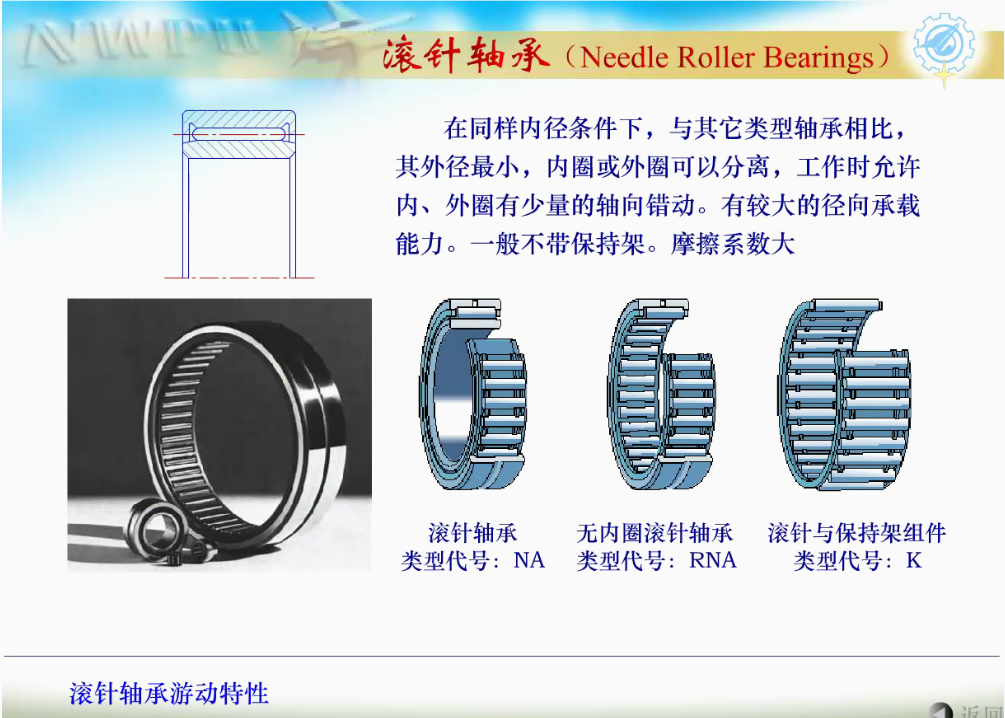 NWPU
滚针轴承（Needle Roller Bearings）
在同样内径条件下，与其它类型轴承相比，
其外径最小，内圈或外圈可以分离，工作时允许
内、外圈有少量的轴向错动。有较大的径向承载
能力。一般不带保持架。摩擦系数大
滚针轴承
类型代号：NA
无内圈滚针轴承
类型代号：RNA
滚针与保持架组件
类型代号：K
滚针轴承游动特性
返回